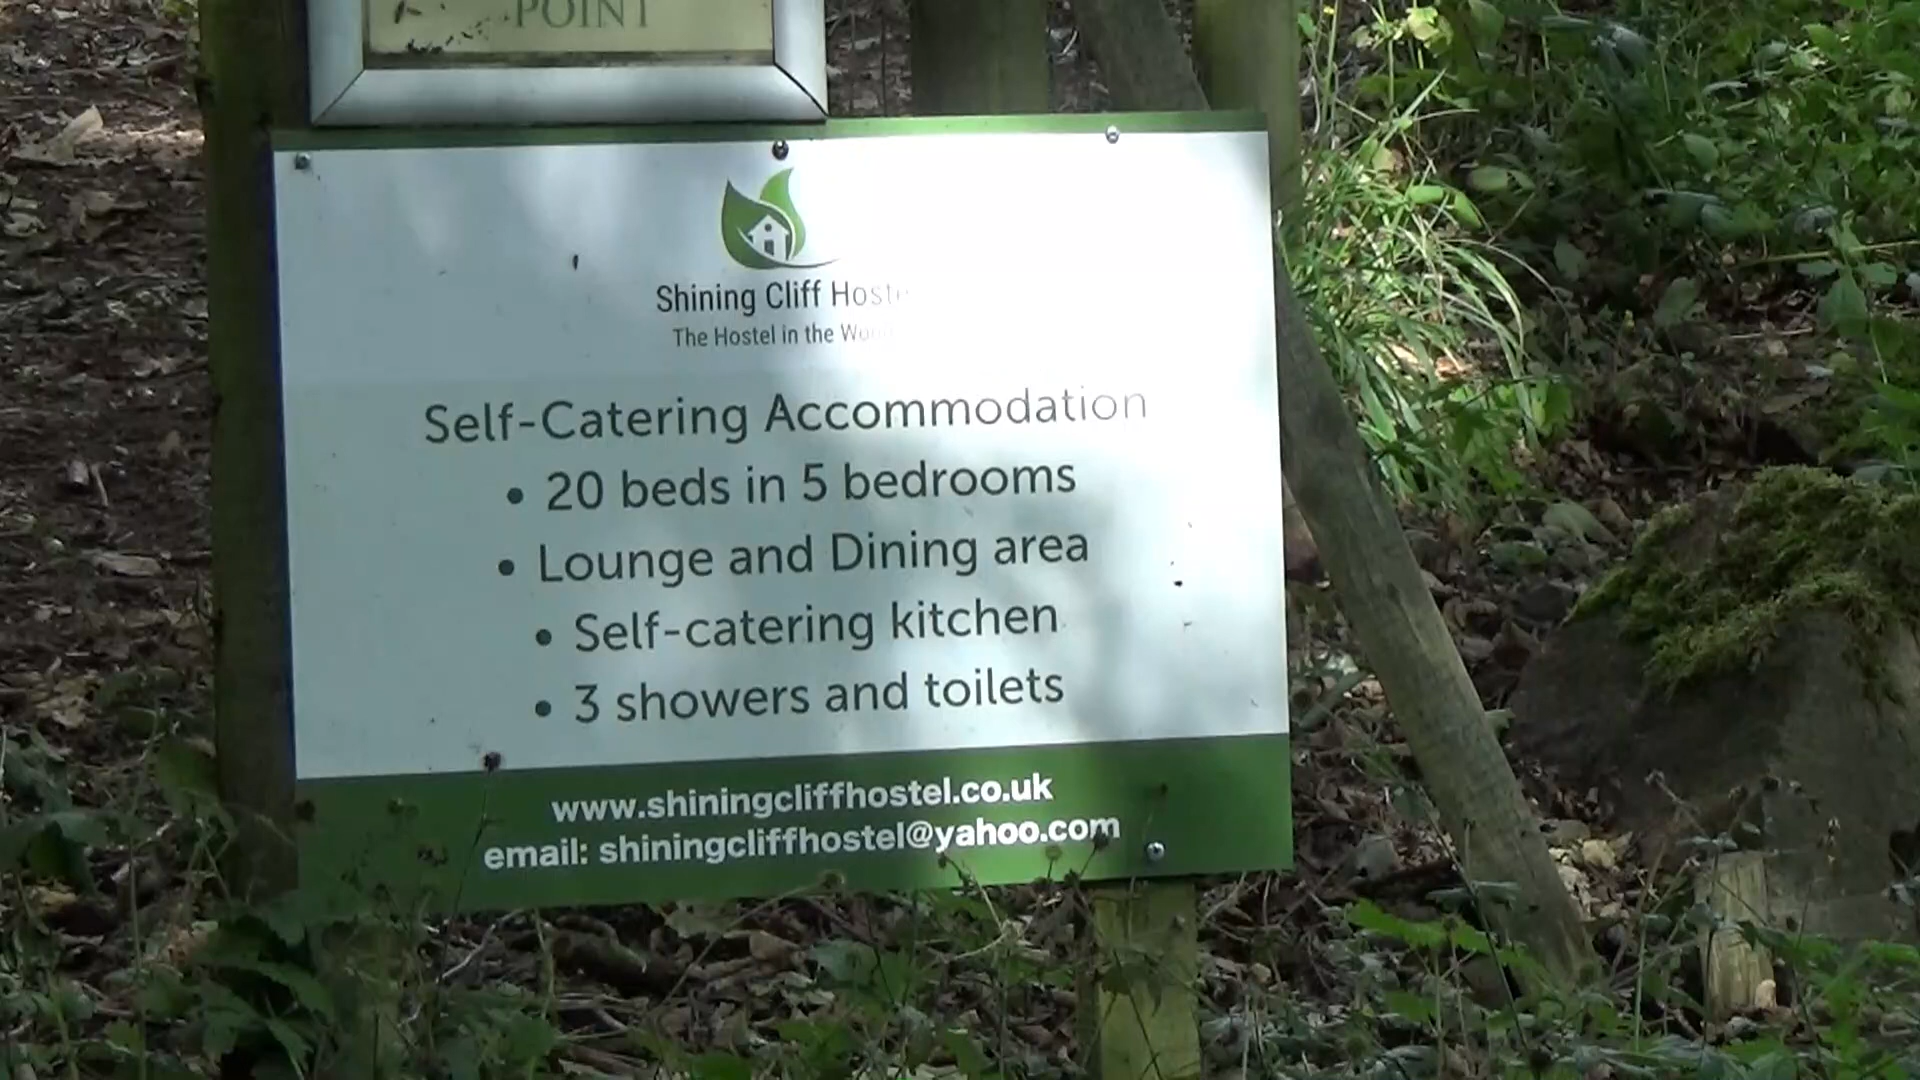 POINT
Shining Cliff Hostel
The Hostel in the
Self-Catering Accommodation
• 20 beds in 5 bedrooms
• Lounge and Dining area
• Self-catering kitchen
• 3 showers and toilets
www.shiningcliffhostel.co.uk
email: shiningcliffhostel@yahoo.com